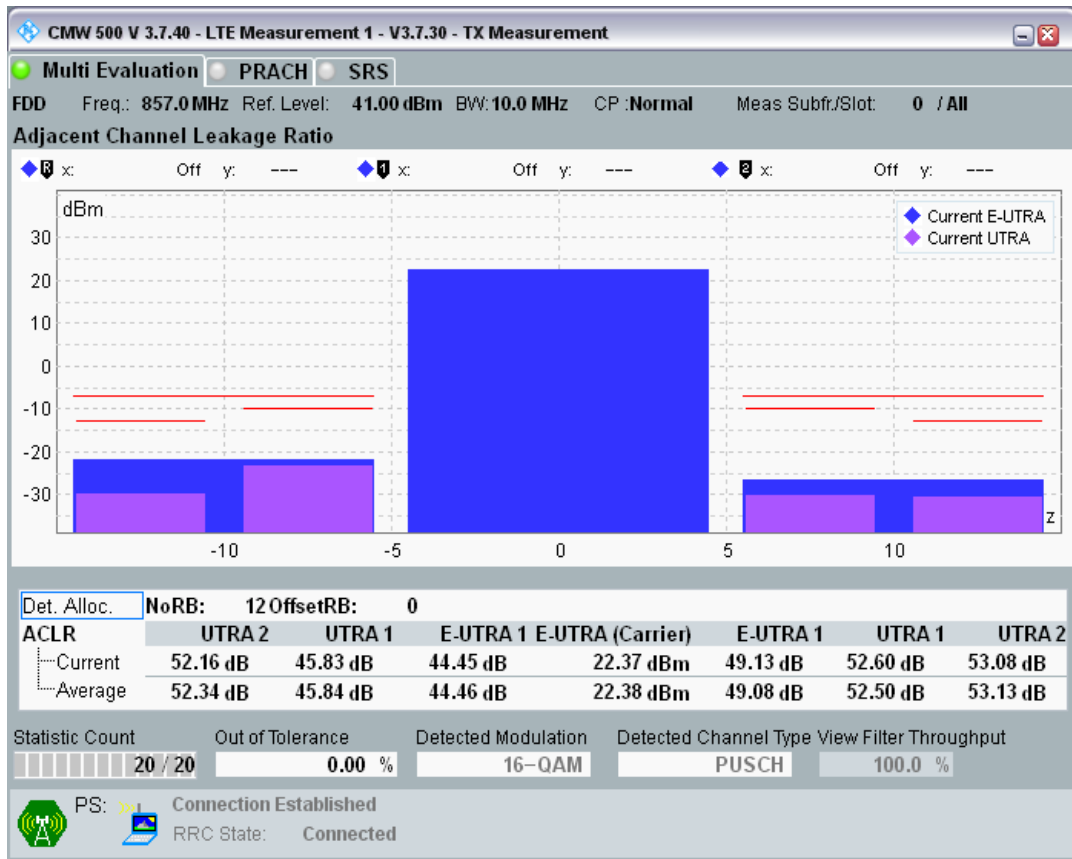 CMW 500 V 3.7.40 - LTE Measurement 1 - V3.7.30 - TX Measurement
Multi Evaluation PRACH SRS
FDD Freq.: 857.0 MHz Ref. Level: 41.00 dBm BW: 10.0 MHz CP :Normal Meas Subfr./Slot: 0 / All
Adjacent Channel Leakage Ratio
R x: Off y: --- 1 x: Off y: --- 2 x: Off y: ---
dBm
Current E-UTRA
Current UTRA
30
20
10
0
-10
-20
-30
z
-10 -5 0 5 10
Det. Alloc. NoRB: 12 OffsetRB: 0
ACLR UTRA 2 UTRA 1 E-UTRA 1 E-UTRA (Carrier) E-UTRA 1 UTRA 1 UTRA 2
Current 52.16 dB 45.83 dB 44.45 dB 22.37 dBm 49.13 dB 52.60 dB 53.08 dB
Average 52.34 dB 45.84 dB 44.46 dB 22.38 dBm 49.08 dB 52.50 dB 53.13 dB
Statistic Count Out of Tolerance Detected Modulation Detected Channel Type View Filter Throughput
20 / 20 0.00 % 16-QAM PUSCH 100.0 %
PS: Connection Established
RRC State: Connected